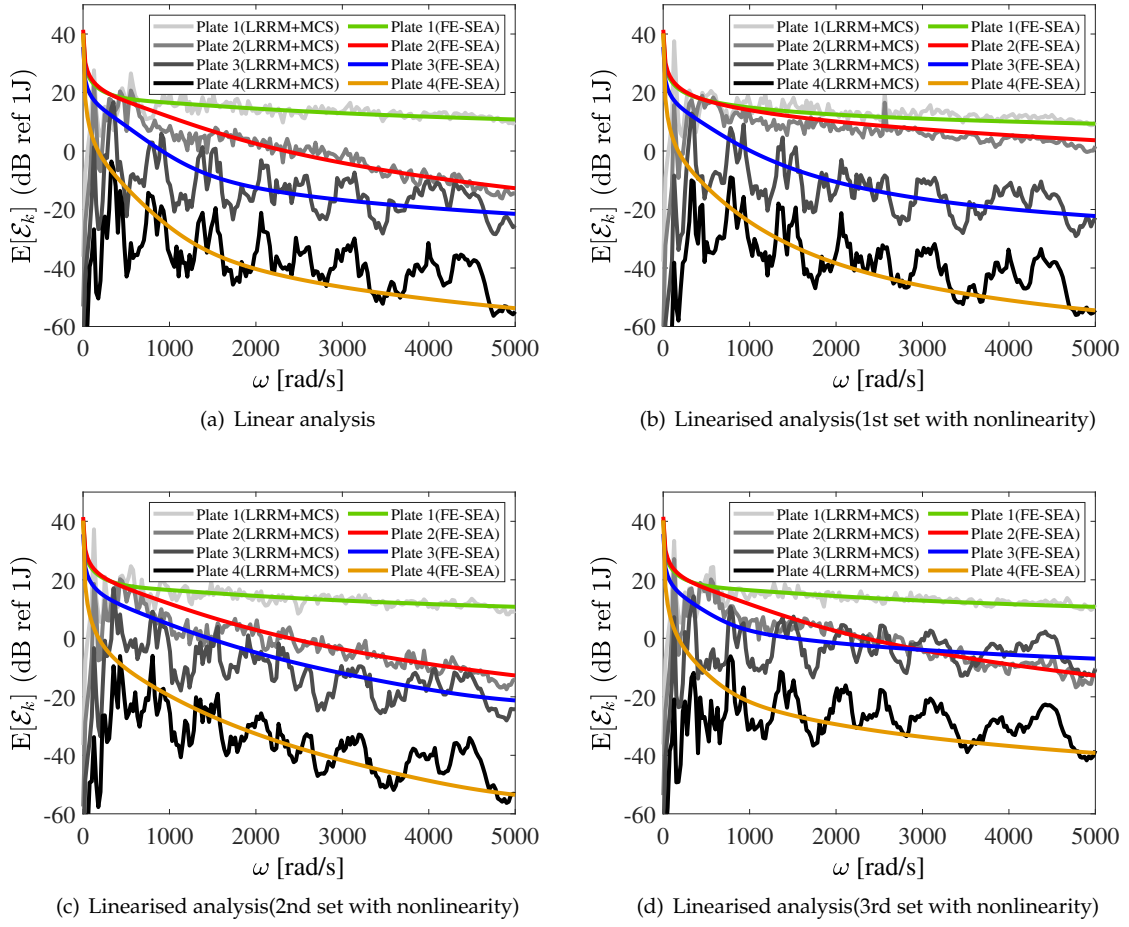 Plate 1(LRRM+MCS) Plate 1(FE-SEA)
Plate 2(LRRM+MCS) Plate 2(FE-SEA)
Plate 3(LRRM+MCS) Plate 3(FE-SEA)
Plate 4(LRRM+MCS) Plate 4(FE-SEA)
E[ℰₖ] (dB ref 1J)
40
20
0
-20
-40
-60
0 1000 2000 3000 4000 5000
ω [rad/s]
(a) Linear analysis
Plate 1(LRRM+MCS) Plate 1(FE-SEA)
Plate 2(LRRM+MCS) Plate 2(FE-SEA)
Plate 3(LRRM+MCS) Plate 3(FE-SEA)
Plate 4(LRRM+MCS) Plate 4(FE-SEA)
E[ℰₖ] (dB ref 1J)
40
20
0
-20
-40
-60
0 1000 2000 3000 4000 5000
ω [rad/s]
(b) Linearised analysis(1st set with nonlinearity)
Plate 1(LRRM+MCS) Plate 1(FE-SEA)
Plate 2(LRRM+MCS) Plate 2(FE-SEA)
Plate 3(LRRM+MCS) Plate 3(FE-SEA)
Plate 4(LRRM+MCS) Plate 4(FE-SEA)
E[ℰₖ] (dB ref 1J)
40
20
0
-20
-40
-60
0 1000 2000 3000 4000 5000
ω [rad/s]
(c) Linearised analysis(2nd set with nonlinearity)
Plate 1(LRRM+MCS) Plate 1(FE-SEA)
Plate 2(LRRM+MCS) Plate 2(FE-SEA)
Plate 3(LRRM+MCS) Plate 3(FE-SEA)
Plate 4(LRRM+MCS) Plate 4(FE-SEA)
E[ℰₖ] (dB ref 1J)
40
20
0
-20
-40
-60
0 1000 2000 3000 4000 5000
ω [rad/s]
(d) Linearised analysis(3rd set with nonlinearity)